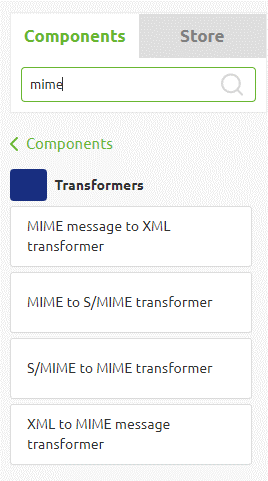 Components
Store
mime
Components
Transformers
MIME message to XML
transformer
MIME to S/MIME transformer
S/MIME to MIME transformer
XML to MIME message
transformer